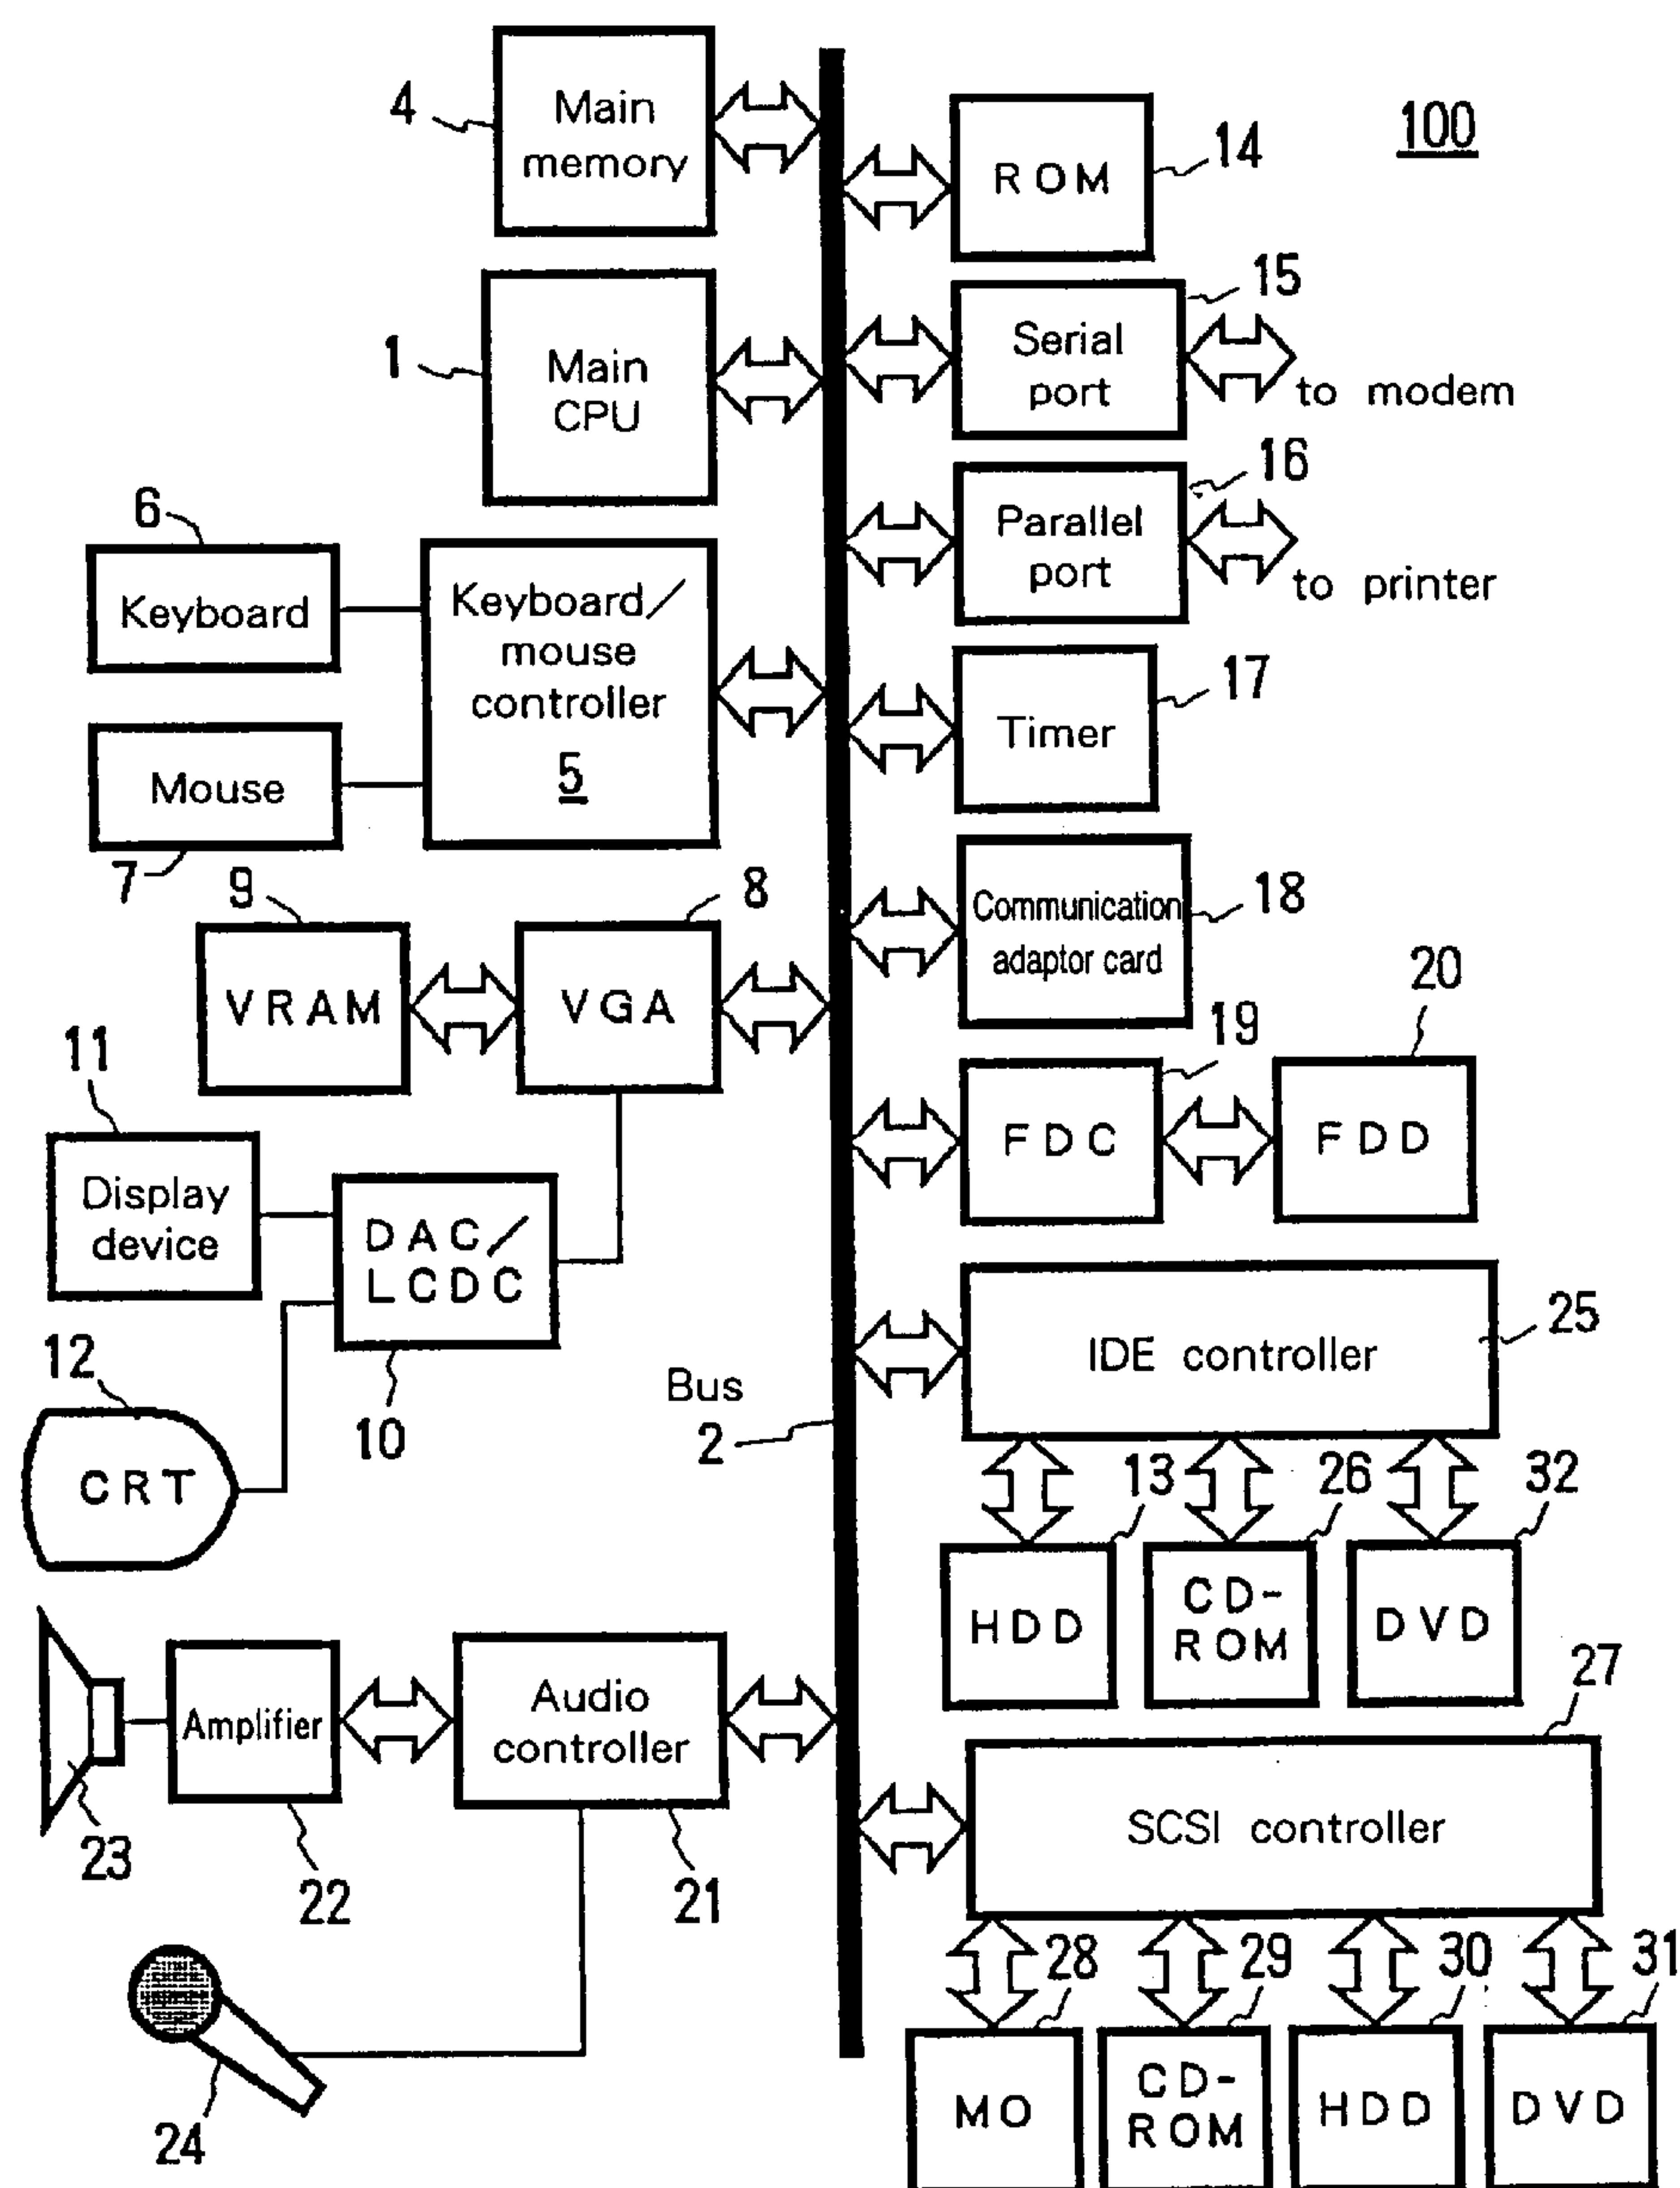 100
4
Main
memory
14
ROM
1
Main
CPU
15
Serial
port
to modem
16
Parallel
port
to printer
6
Keyboard
Keyboard/
mouse
controller
5
Mouse
7
17
Timer
18
Communication
adaptor card
9
VRAM
8
VGA
19
FDC
20
FDD
11
Display
device
DAC/
LCDC
10
12
CRT
Bus
2
25
IDE controller
13
HDD
26
CD-
ROM
32
DVD
23
Amplifier
22
Audio
controller
21
24
27
SCSI controller
28
MO
29
CD-
ROM
30
HDD
31
DVD